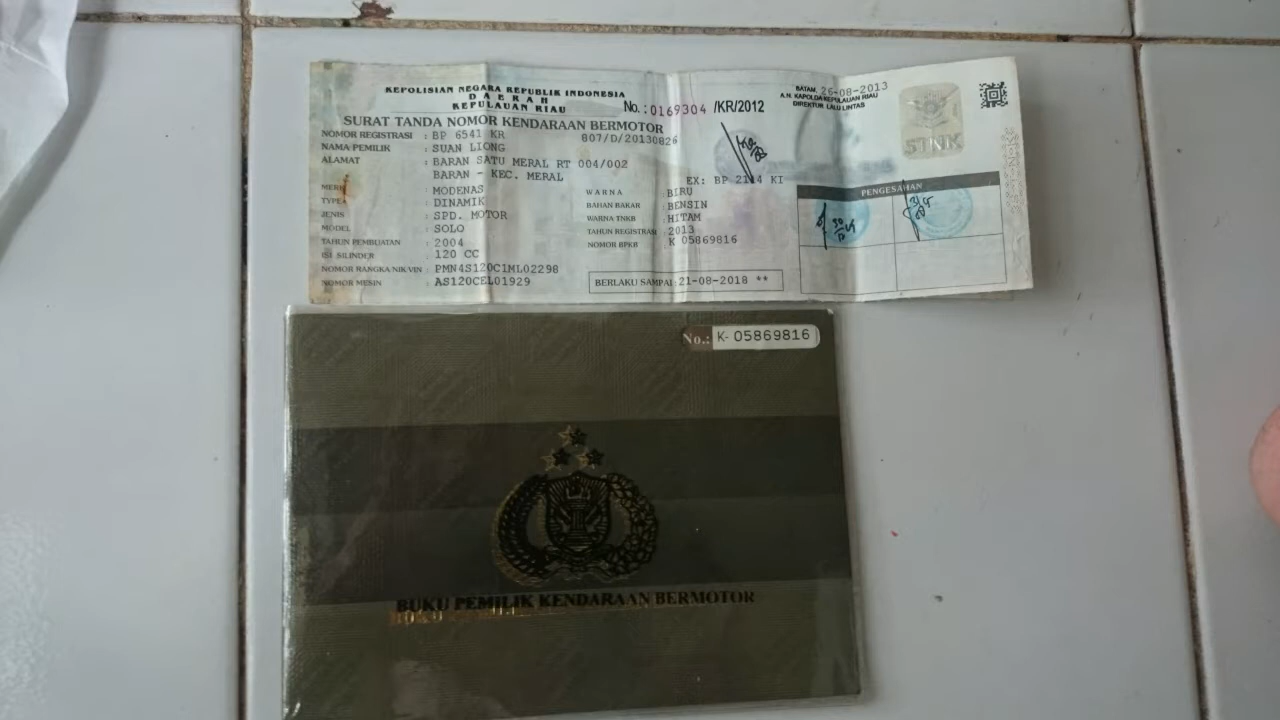 KEPOLISIAN NEGARA REPUBLIK INDONESIA
D A E R A H
KEPULAUAN RIAU
No.: 0169304 /KR/2012
BATAM, 26-08-2013
A.N. KAPOLDA KEPULAUAN RIAU
DIREKTUR LALU LINTAS
STNK
SURAT TANDA NOMOR KENDARAAN BERMOTOR
NOMOR REGISTRASI : BP 6541 KR 807/D/20130826
NAMA PEMILIK : SUAN LIONG
ALAMAT : BARAN SATU MERAL RT 004/002
BARAN - KEC. MERAL EX: BP 2114 KI
MERK : MODENAS
TYPE : DINAMIK
JENIS : SPD. MOTOR
MODEL : SOLO
TAHUN PEMBUATAN : 2004
ISI SILINDER : 120 CC
NOMOR RANGKA/NIK/VIN : PMN4S120C1ML02298
NOMOR MESIN : AS120CEL01929
WARNA : BIRU
BAHAN BAKAR : BENSIN
WARNA TNKB : HITAM
TAHUN REGISTRASI : 2013
NOMOR BPKB : K 05869816
BERLAKU SAMPAI : 21-08-2018 **
PENGESAHAN
No.: K- 05869816
BUKU PEMILIK KENDARAAN BERMOTOR